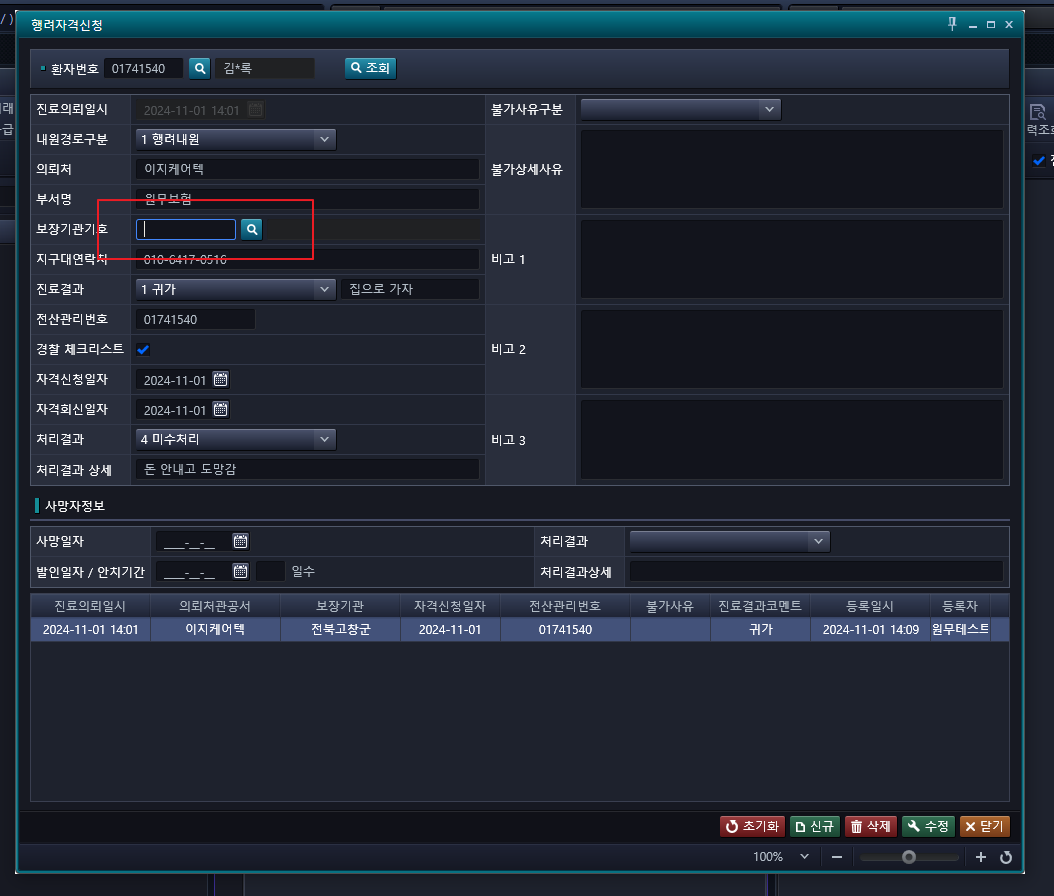 /)
행려자격신청
환자번호 01741540 김*록 조회
진료의뢰일시 2024-11-01 14:01 불가사유구분
내원경로구분 1 행려내원
의뢰처 이지케어텍 불가상세사유
부서명 원무보험
보장기관기호
지구대연락처 010-6417-0516 비고 1
진료결과 1 귀가 집으로 가자
전산관리번호 01741540
경찰 체크리스트 비고 2
자격신청일자 2024-11-01
자격회신일자 2024-11-01
처리결과 4 미수처리 비고 3
처리결과 상세 돈 안내고 도망감
사망자정보
사망일자 ____-__-__ 처리결과
발인일자 / 안치기간 ____-__-__ 일수 처리결과상세
진료의뢰일시 의뢰처관공서 보장기관 자격신청일자 전산관리번호 불가사유 진료결과코멘트 등록일시 등록자
2024-11-01 14:01 이지케어텍 전북고창군 2024-11-01 01741540 귀가 2024-11-01 14:09 원무테스트
초기화 신규 삭제 수정 닫기
100%
래
급
력조회